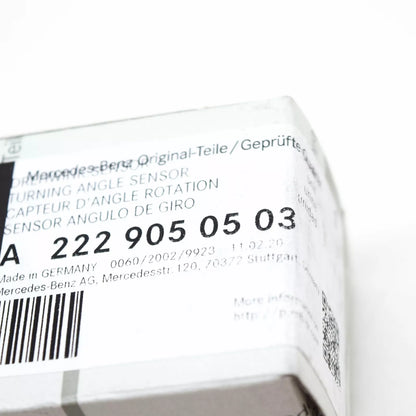 Mercedes-Benz Original-Teile/Geprüfte
TURNING ANGLE SENSOR
CAPTEUR D'ANGLE ROTATION
SENSOR ANGULO DE GIRO
A 222 905 05 03
Made in GERMANY 0060/2002/9923 11.02.20
Mercedes-Benz AG, Mercedesstr. 120, 70372 Stuttgart
More information
http://